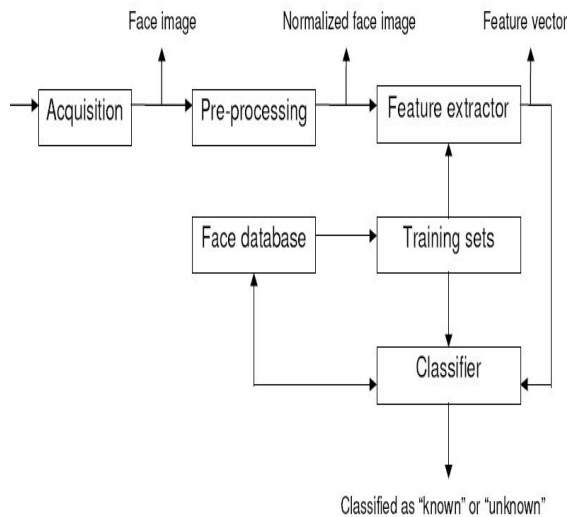 Face image
Normalized face image
Feature vector
Acquisition
Pre-processing
Feature extractor
Face database
Training sets
Classifier
Classified as “known” or “unknown”